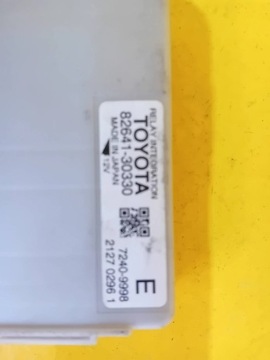 RELAY INTEGRATION
TOYOTA
82641-30330
MADE IN JAPAN
12V
E
7240-9998
2127 0296 1